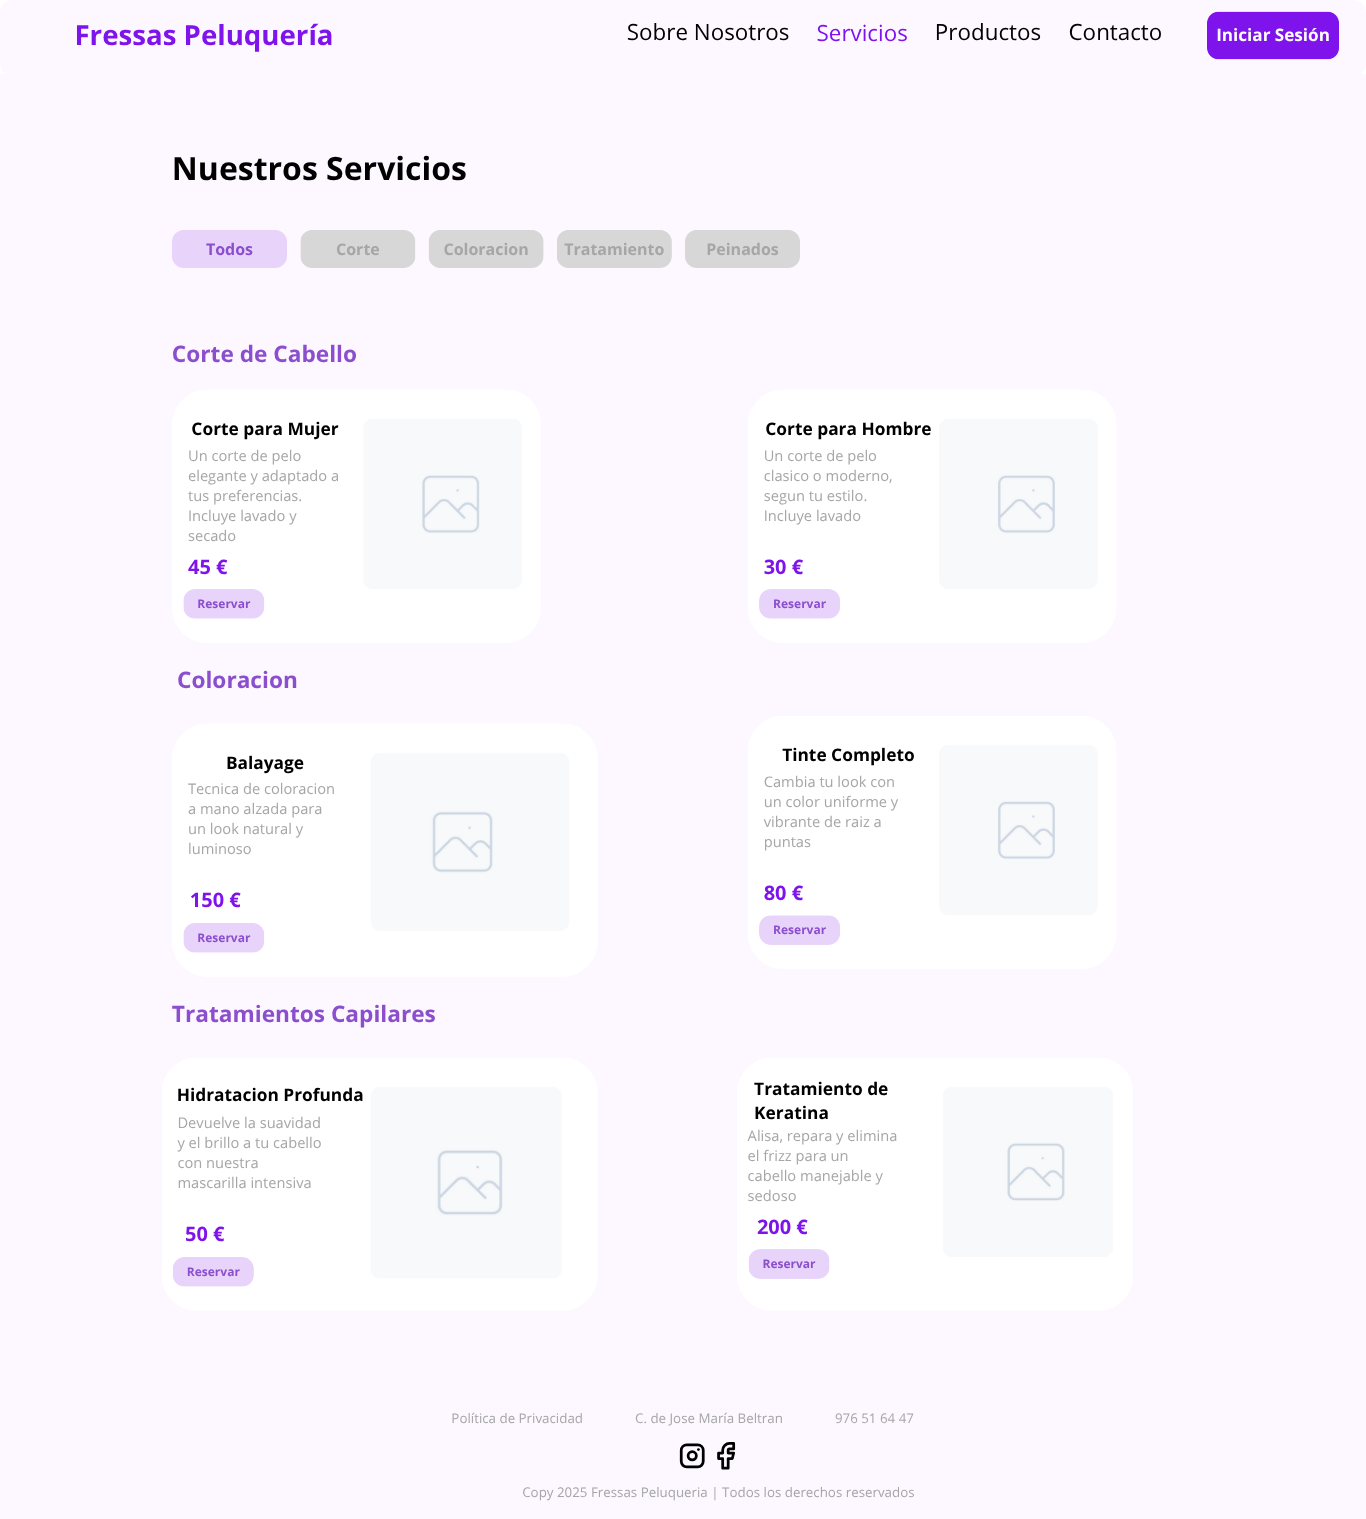 Fressas Peluquería
Sobre Nosotros
Servicios
Productos
Contacto
Iniciar Sesión
Nuestros Servicios
Todos
Corte
Coloracion
Tratamiento
Peinados
Corte de Cabello
Corte para Mujer
Un corte de pelo
elegante y adaptado a
tus preferencias.
Incluye lavado y
secado
45 €
Reservar
Corte para Hombre
Un corte de pelo
clasico o moderno,
segun tu estilo.
Incluye lavado
30 €
Reservar
Coloracion
Balayage
Tecnica de coloracion
a mano alzada para
un look natural y
luminoso
150 €
Reservar
Tinte Completo
Cambia tu look con
un color uniforme y
vibrante de raiz a
puntas
80 €
Reservar
Tratamientos Capilares
Hidratacion Profunda
Devuelve la suavidad
y el brillo a tu cabello
con nuestra
mascarilla intensiva
50 €
Reservar
Tratamiento de
Keratina
Alisa, repara y elimina
el frizz para un
cabello manejable y
sedoso
200 €
Reservar
Política de Privacidad
C. de Jose María Beltran
976 51 64 47
Copy 2025 Fressas Peluqueria | Todos los derechos reservados